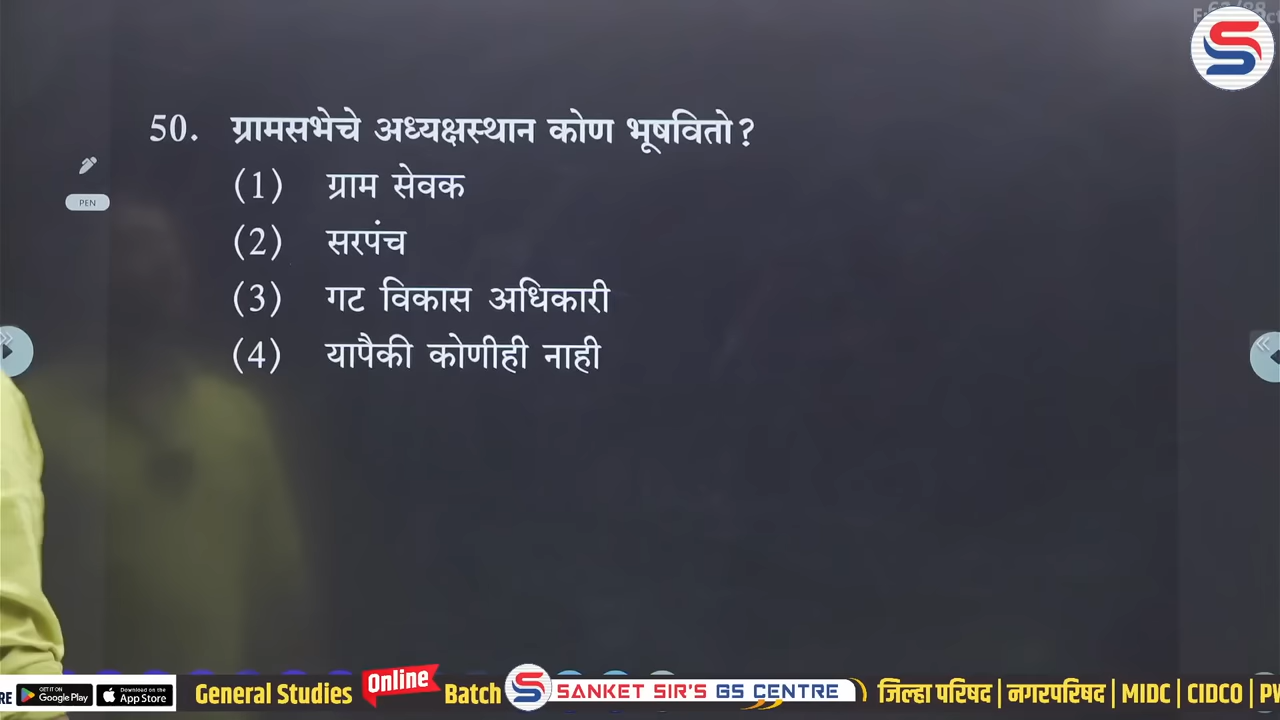 50. ग्रामसभेचे अध्यक्षस्थान कोण भूषवितो?
PEN
(1) ग्राम सेवक
(2) सरपंच
(3) गट विकास अधिकारी
(4) यापैकी कोणीही नाही
GET IT ON Google Play
Download on the App Store
General Studies Online Batch
SANKET SIR'S GS CENTRE
जिल्हा परिषद | नगरपरिषद | MIDC | CIDCO |